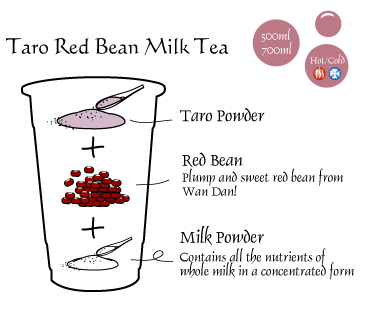 Taro Red Bean Milk Tea
500ml
700ml
Hot/Cold
Taro Powder
Red Bean
Plump and sweet red bean from
Wan Dan!
Milk Powder
Contains all the nutrients of
whole milk in a concentrated form